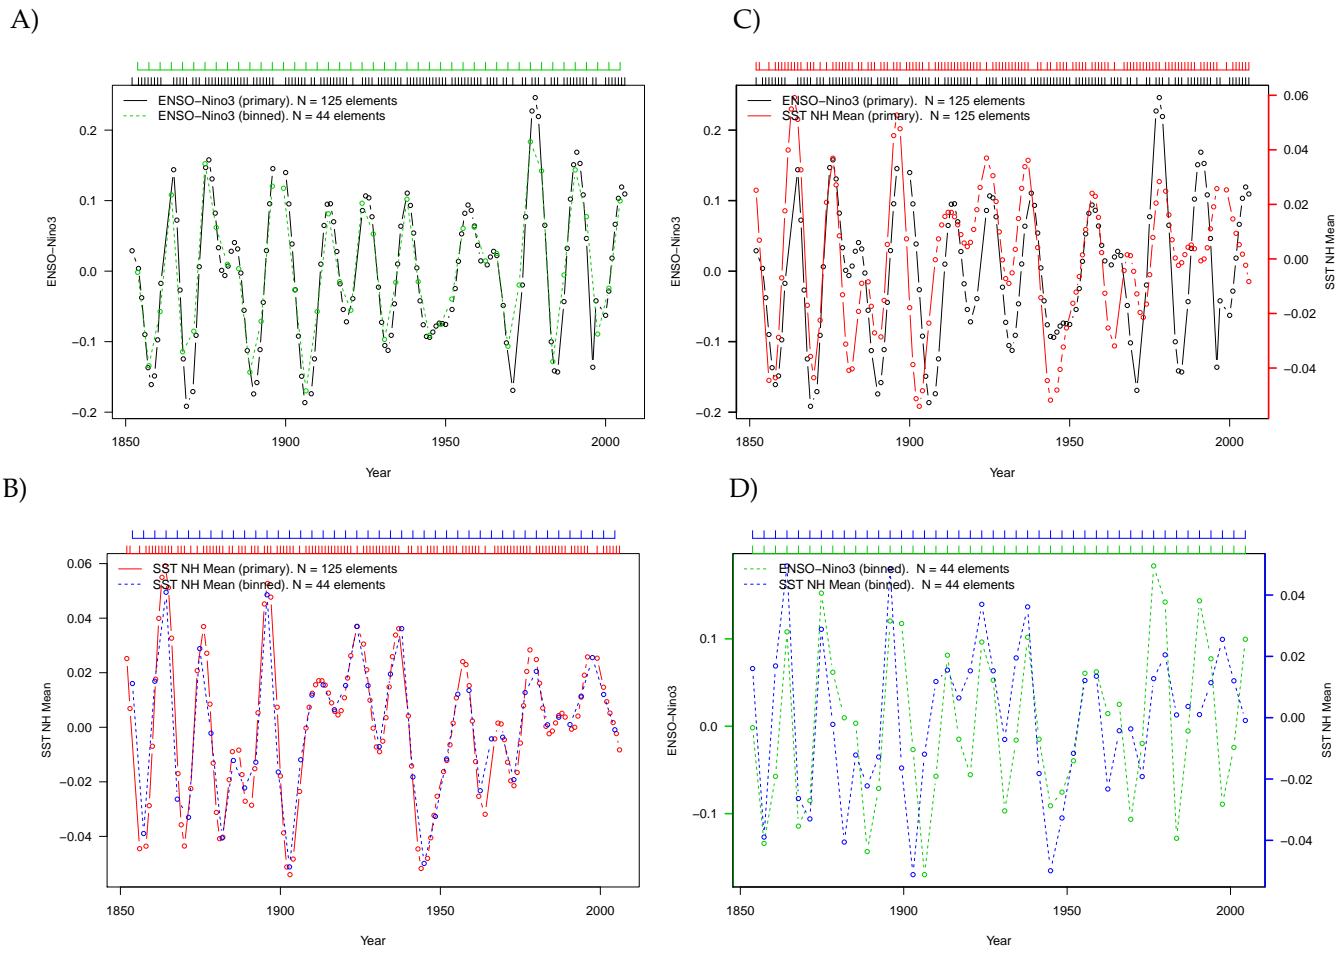 A)
ENSO−Nino3 (primary). N = 125 elements
ENSO−Nino3 (binned). N = 44 elements
0.2
0.1
0.0
−0.1
−0.2
ENSO−Nino3
1850
1900
1950
2000
Year
C)
ENSO−Nino3 (primary). N = 125 elements
SST NH Mean (primary). N = 125 elements
0.2
0.1
0.0
−0.1
−0.2
ENSO−Nino3
0.06
0.04
0.02
0.00
−0.02
−0.04
SST NH Mean
1850
1900
1950
2000
Year
B)
SST NH Mean (primary). N = 125 elements
SST NH Mean (binned). N = 44 elements
0.06
0.04
0.02
0.00
−0.02
−0.04
SST NH Mean
1850
1900
1950
2000
Year
D)
ENSO−Nino3 (binned). N = 44 elements
SST NH Mean (binned). N = 44 elements
0.1
0.0
−0.1
ENSO−Nino3
0.04
0.02
0.00
−0.02
−0.04
SST NH Mean
1850
1900
1950
2000
Year